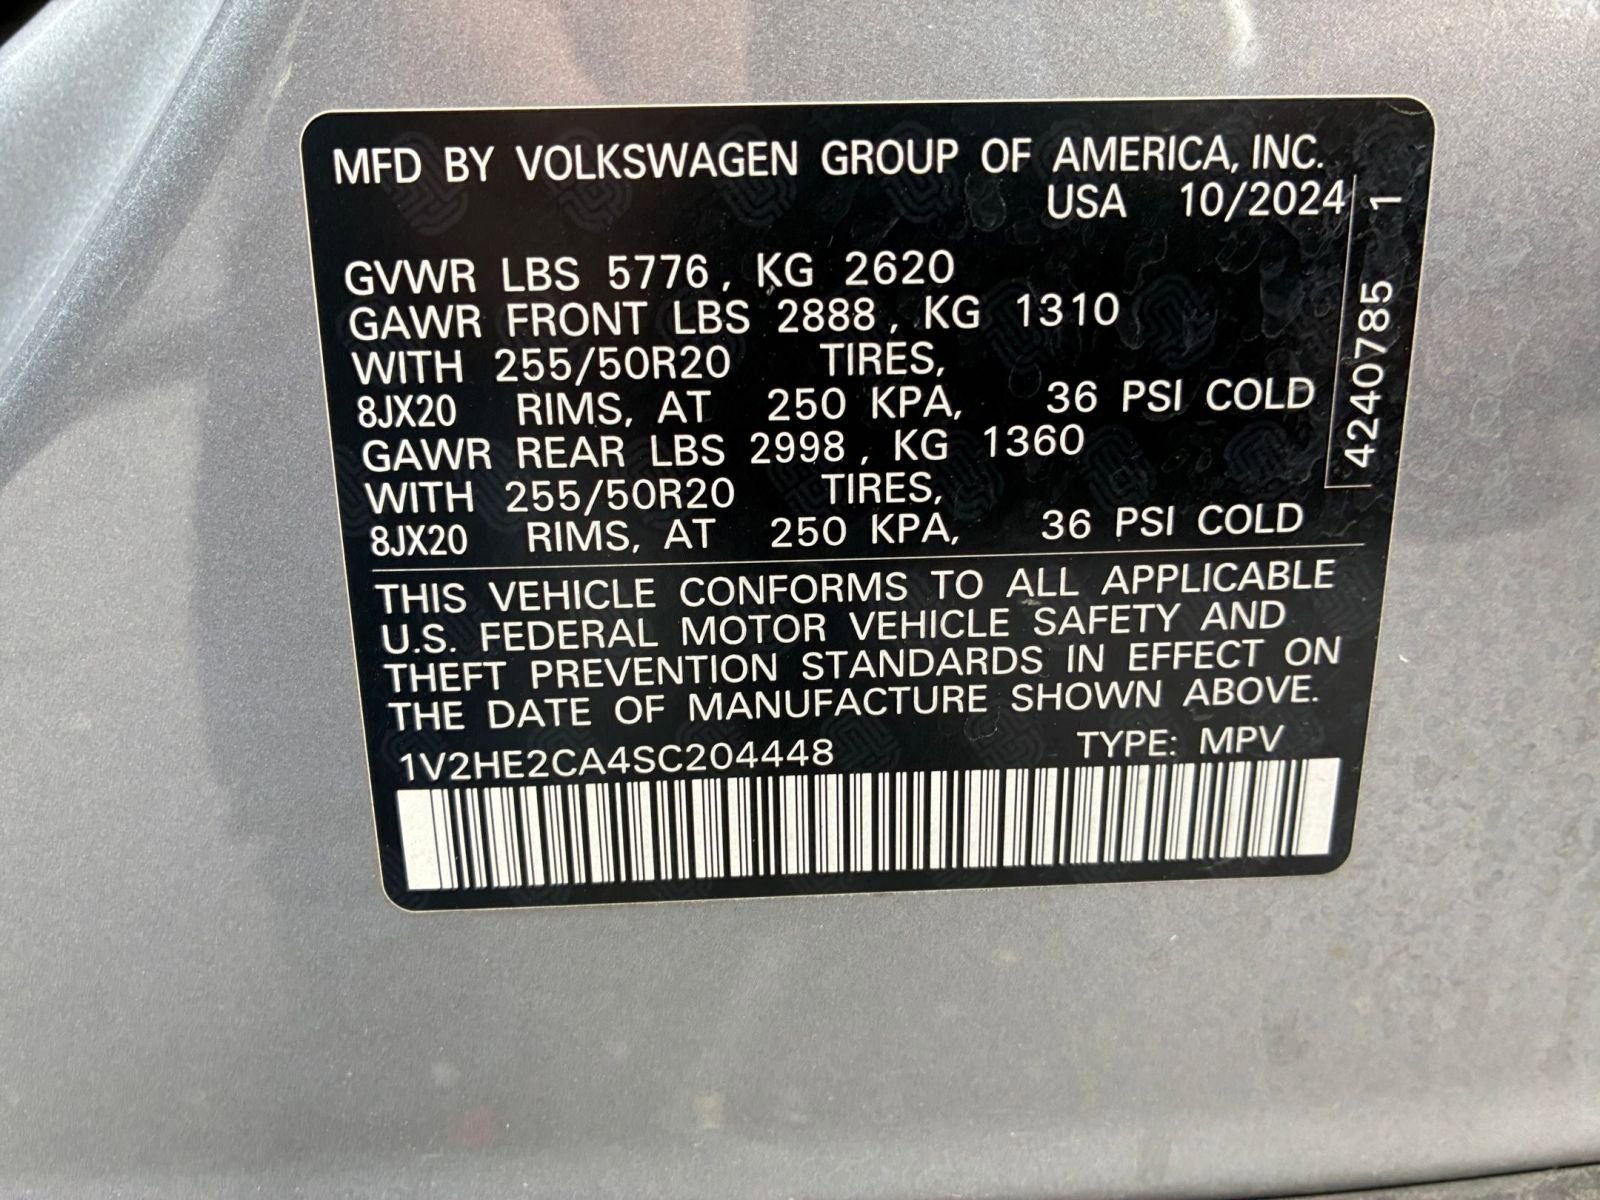 MFD BY VOLKSWAGEN GROUP OF AMERICA, INC.
USA 10/2024
GVWR LBS 5776, KG 2620
GAWR FRONT LBS 2888, KG 1310
WITH 255/50R20 TIRES,
8JX20 RIMS, AT 250 KPA, 36 PSI COLD
GAWR REAR LBS 2998, KG 1360
WITH 255/50R20 TIRES,
8JX20 RIMS, AT 250 KPA, 36 PSI COLD
4240785 1
THIS VEHICLE CONFORMS TO ALL APPLICABLE
U.S. FEDERAL MOTOR VEHICLE SAFETY AND
THEFT PREVENTION STANDARDS IN EFFECT ON
THE DATE OF MANUFACTURE SHOWN ABOVE.
1V2HE2CA4SC204448 TYPE: MPV